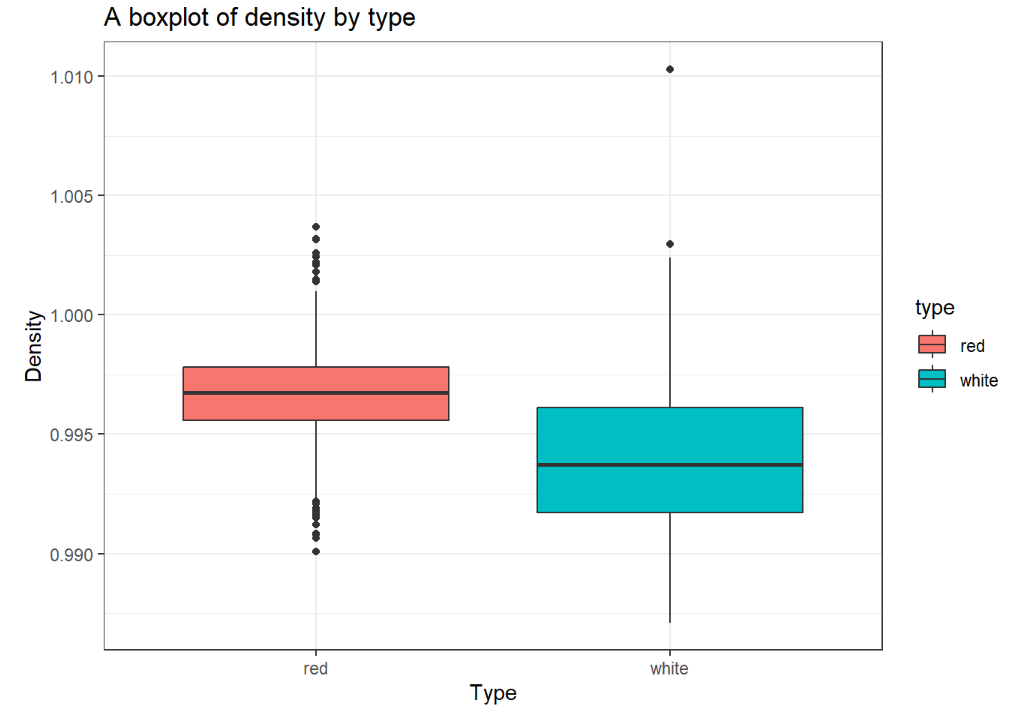 A boxplot of density by type
1.010
1.005
1.000
0.995
0.990
Density
red
white
Type
type
red
white